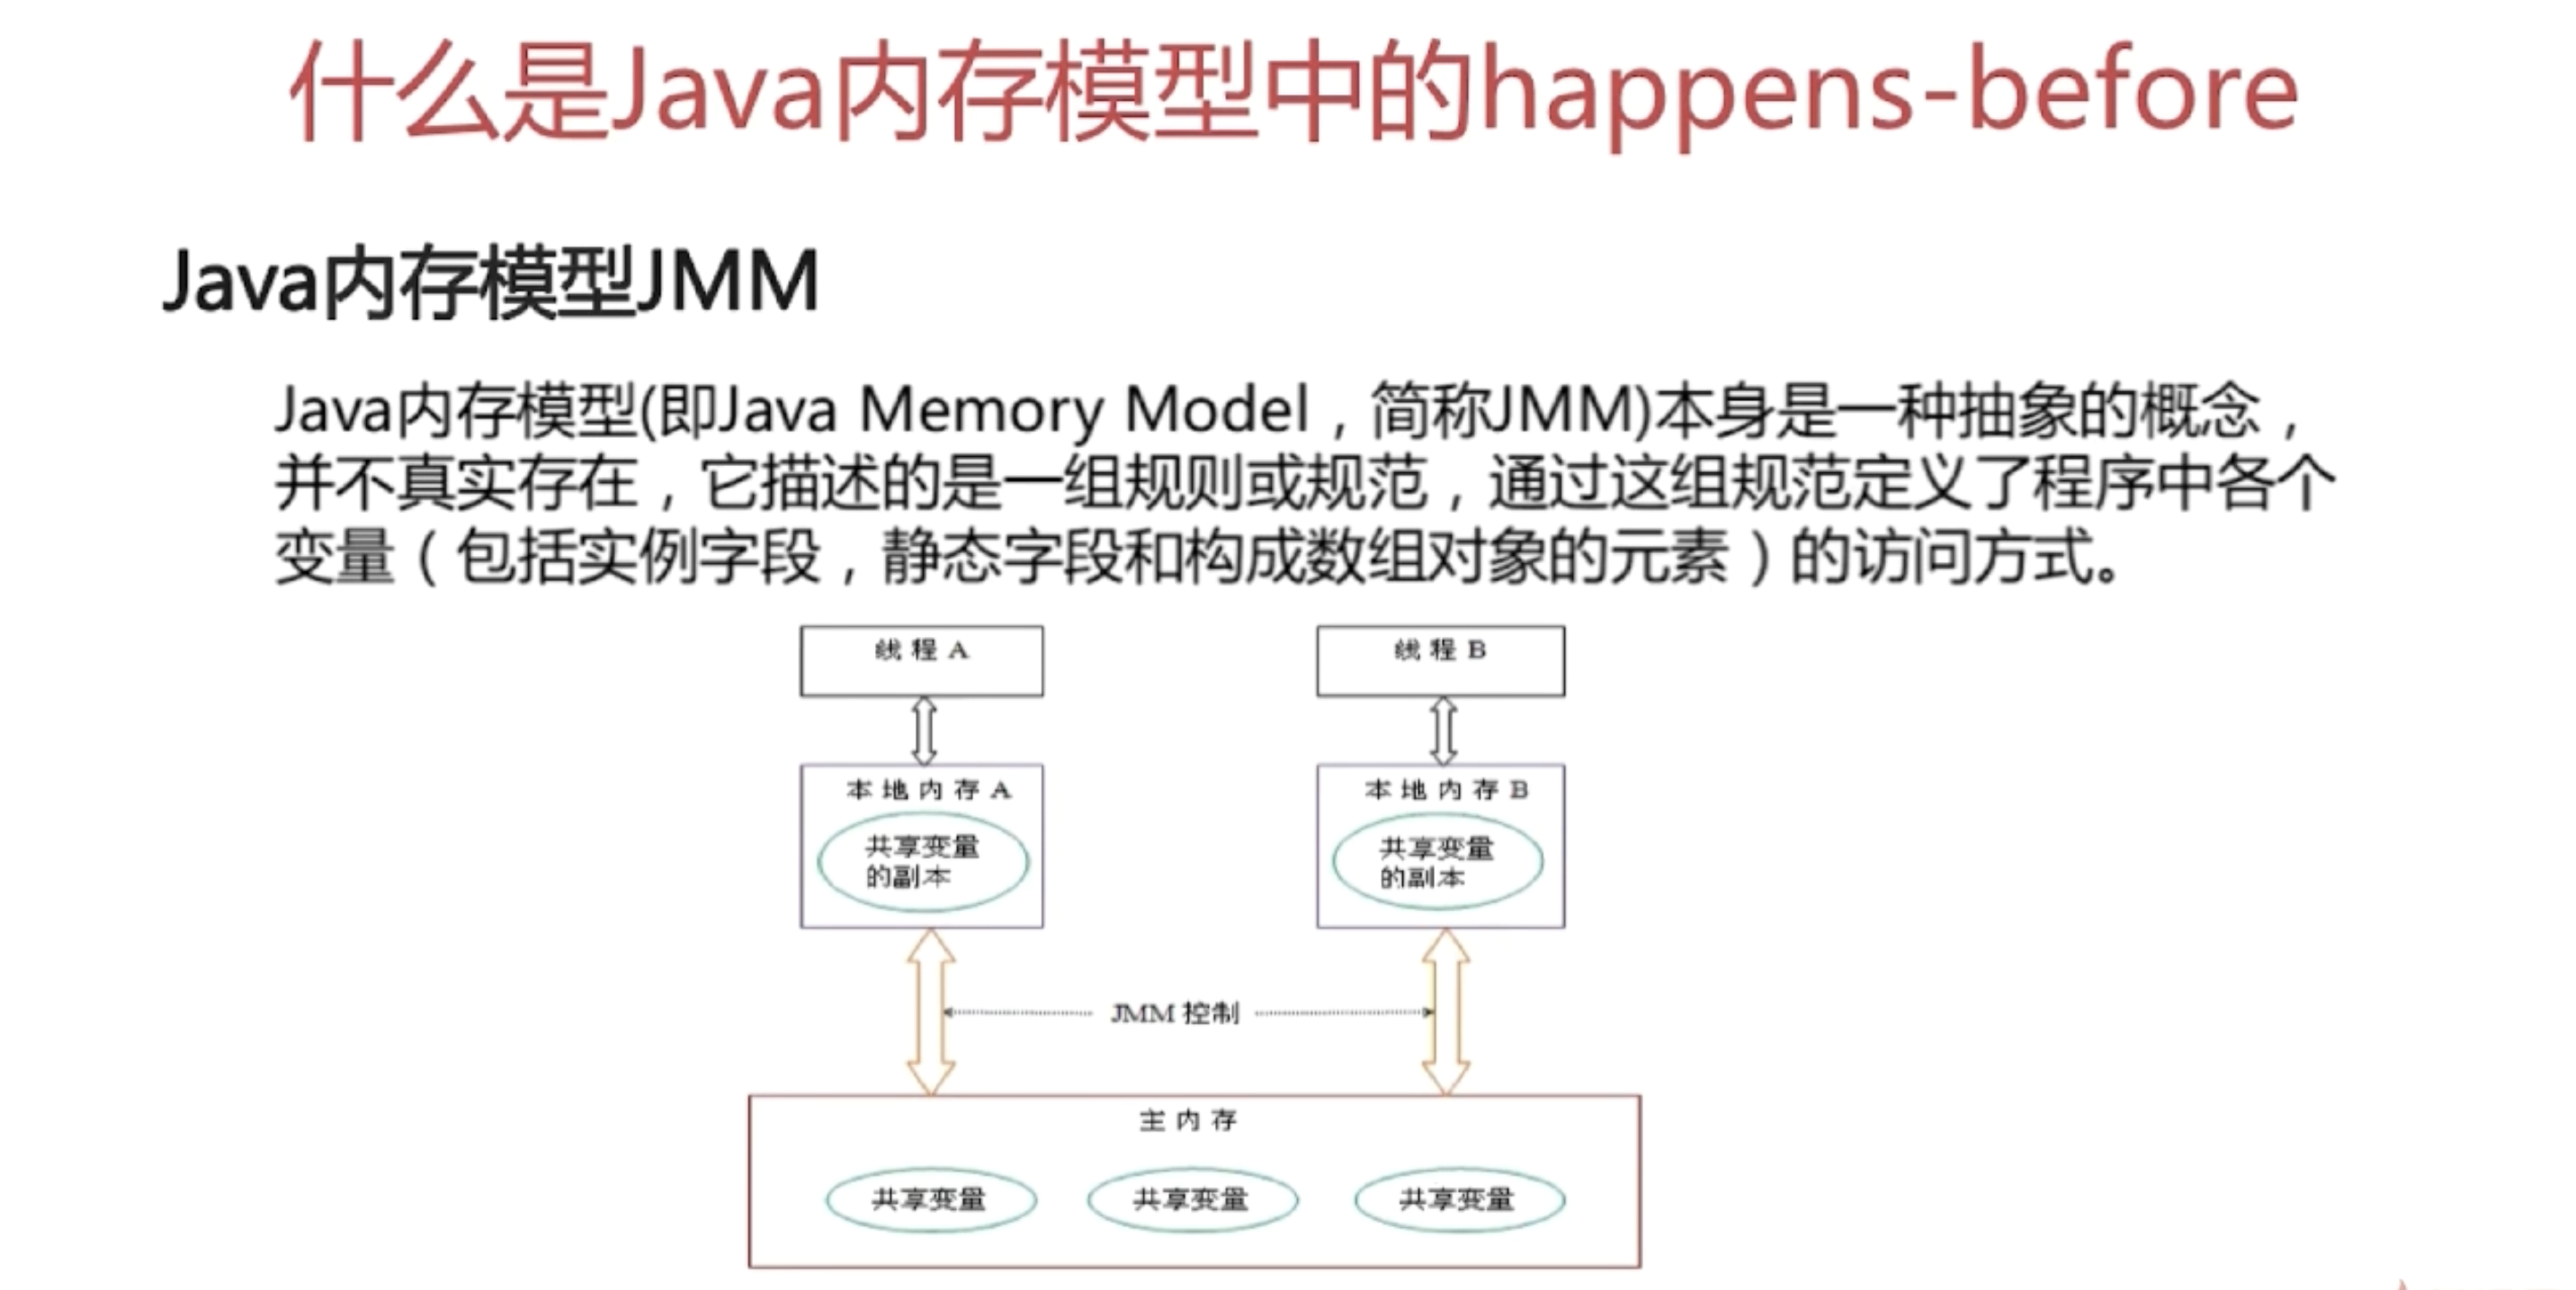 什么是Java内存模型中的happens-before
Java内存模型JMM
Java内存模型(即Java Memory Model，简称JMM)本身是一种抽象的概念，
并不真实存在，它描述的是一组规则或规范，通过这组规范定义了程序中各个
变量（包括实例字段，静态字段和构成数组对象的元素）的访问方式。
线程A
线程B
本地内存A
本地内存B
共享变量
的副本
共享变量
的副本
JMM控制
主内存
共享变量
共享变量
共享变量